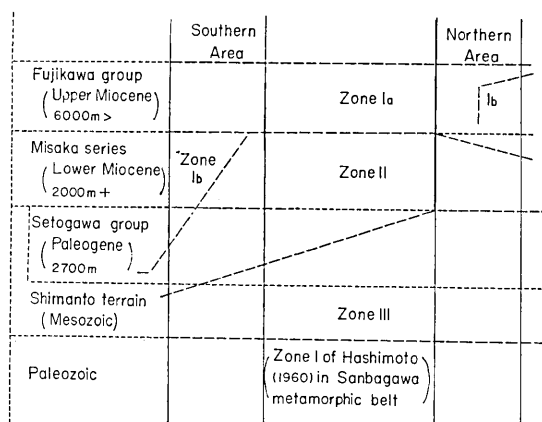 Southern
Area
Northern
Area
Fujikawa group
(Upper Miocene)
6000m>
Zone Ia
Ib
Misaka series
(Lower Miocene)
2000m+
Zone
Ib
Zone II
Setogawa group
(Paleogene)
2700m
Shimanto terrain
(Mesozoic)
Zone III
Paleozoic
(Zone I of Hashimoto
(1960) in Sanbagawa
metamorphic belt)